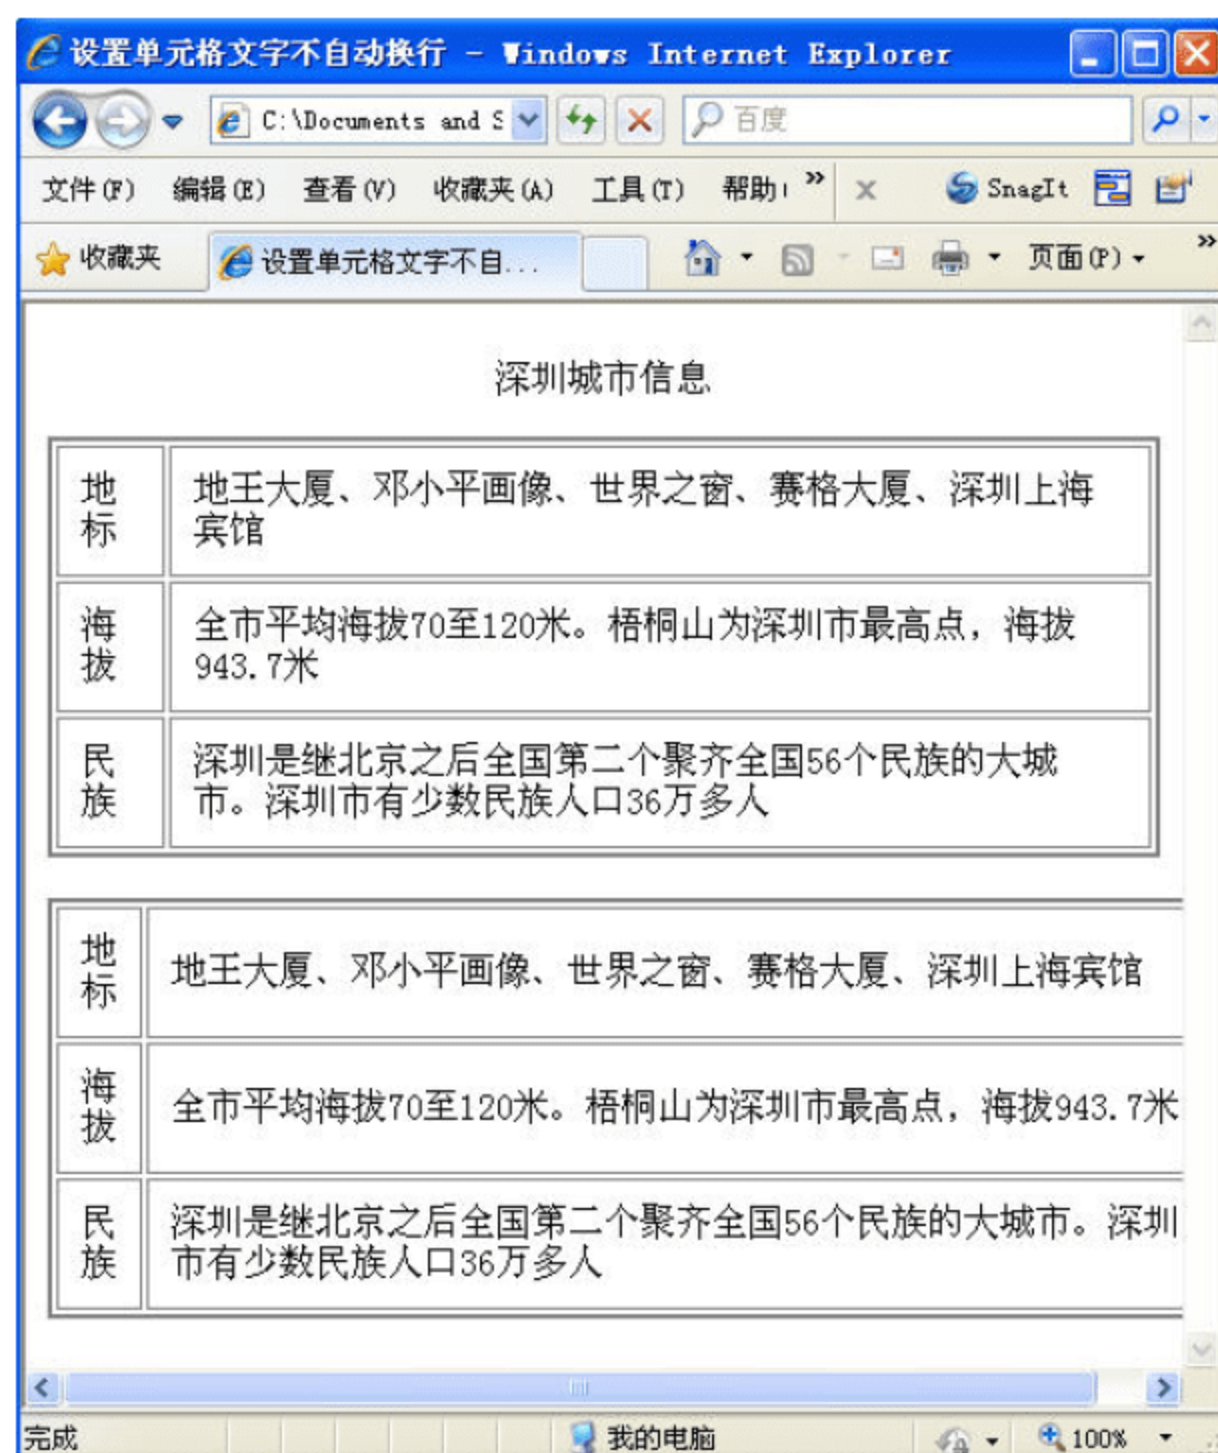 设置单元格文字不自动换行 - Windows Internet Explorer
C:\Documents and S
百度
文件(F) 编辑(E) 查看(V) 收藏夹(A) 工具(T) 帮助( » x SnagIt
收藏夹 设置单元格文字不自... 页面(P) »
深圳城市信息
地
标
地王大厦、邓小平画像、世界之窗、赛格大厦、深圳上海
宾馆
海
拔
全市平均海拔70至120米。梧桐山为深圳市最高点，海拔
943.7米
民
族
深圳是继北京之后全国第二个聚齐全国56个民族的大城
市。深圳市有少数民族人口36万多人
地
标
地王大厦、邓小平画像、世界之窗、赛格大厦、深圳上海宾馆
海
拔
全市平均海拔70至120米。梧桐山为深圳市最高点，海拔943.7米
民
族
深圳是继北京之后全国第二个聚齐全国56个民族的大城市。深圳
市有少数民族人口36万多人
完成 我的电脑 100%